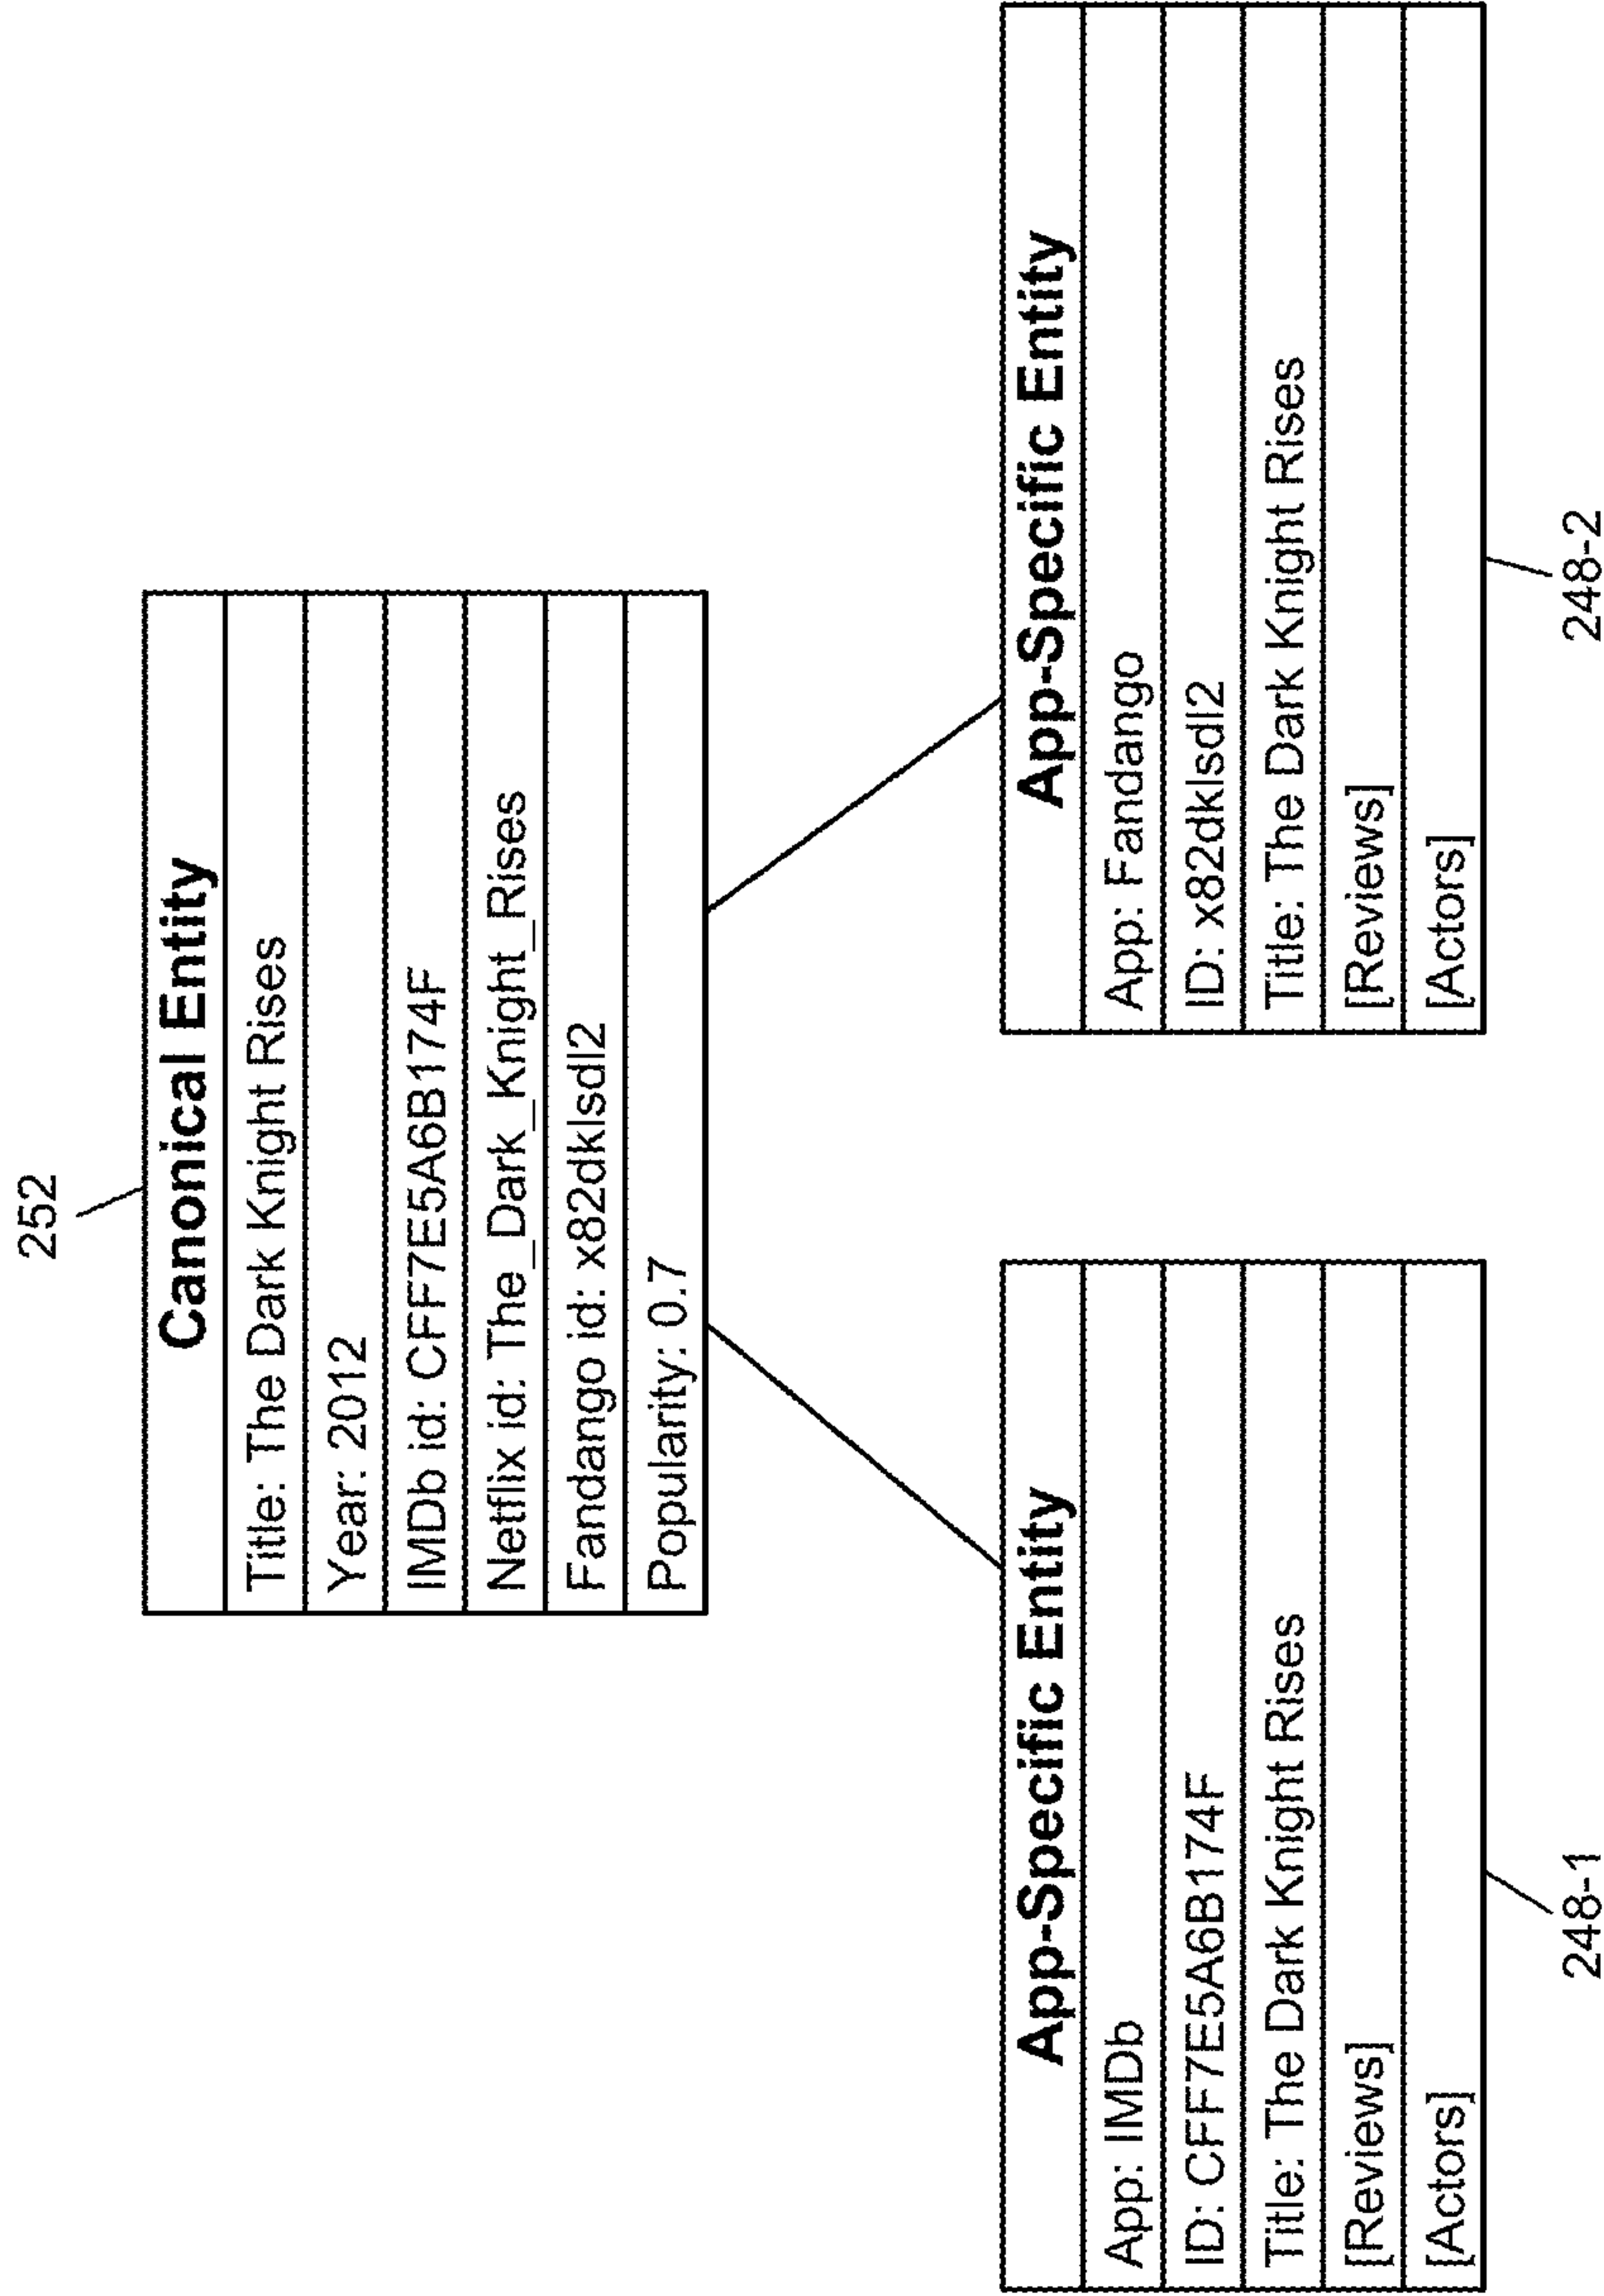 252
Canonical Entity
Title: The Dark Knight Rises
Year: 2012
IMDb id: CFF7E5A6B174F
Netflix id: The_Dark_Knight_Rises
Fandango id: x82dklsdl2
Popularity: 0.7
App-Specific Entity
App: IMDb
ID: CFF7E5A6B174F
Title: The Dark Knight Rises
[Reviews]
[Actors]
248-1
App-Specific Entity
App: Fandango
ID: x82dklsdl2
Title: The Dark Knight Rises
[Reviews]
[Actors]
248-2